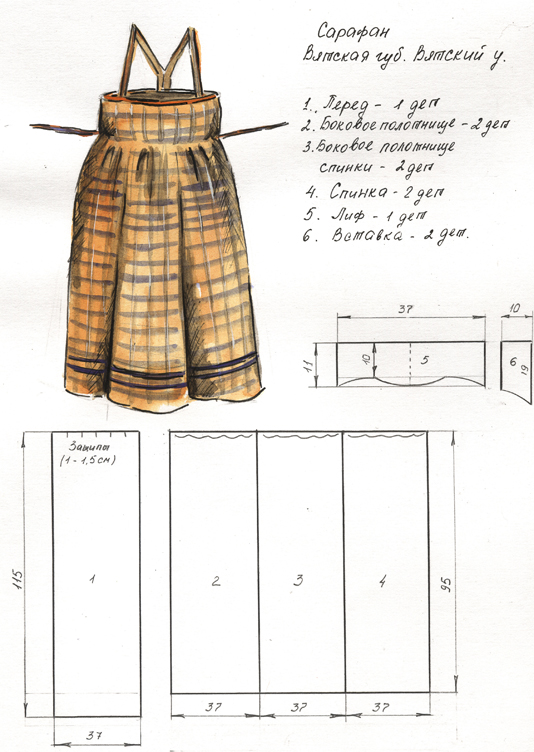 Сарафан
Вятская губ. Вятский у.
1. Перед - 1 дет
2. Боковое полотнище - 2 дет
3. Боковое полотнище
спинки - 2 дет
4. Спинка - 2 дет
5. Лиф - 1 дет
6. Вставка - 2 дет.
37
10
11
10
5
6
19
Защипы
(1 - 1,5 см)
115
1
2
3
4
95
37
37
37
37